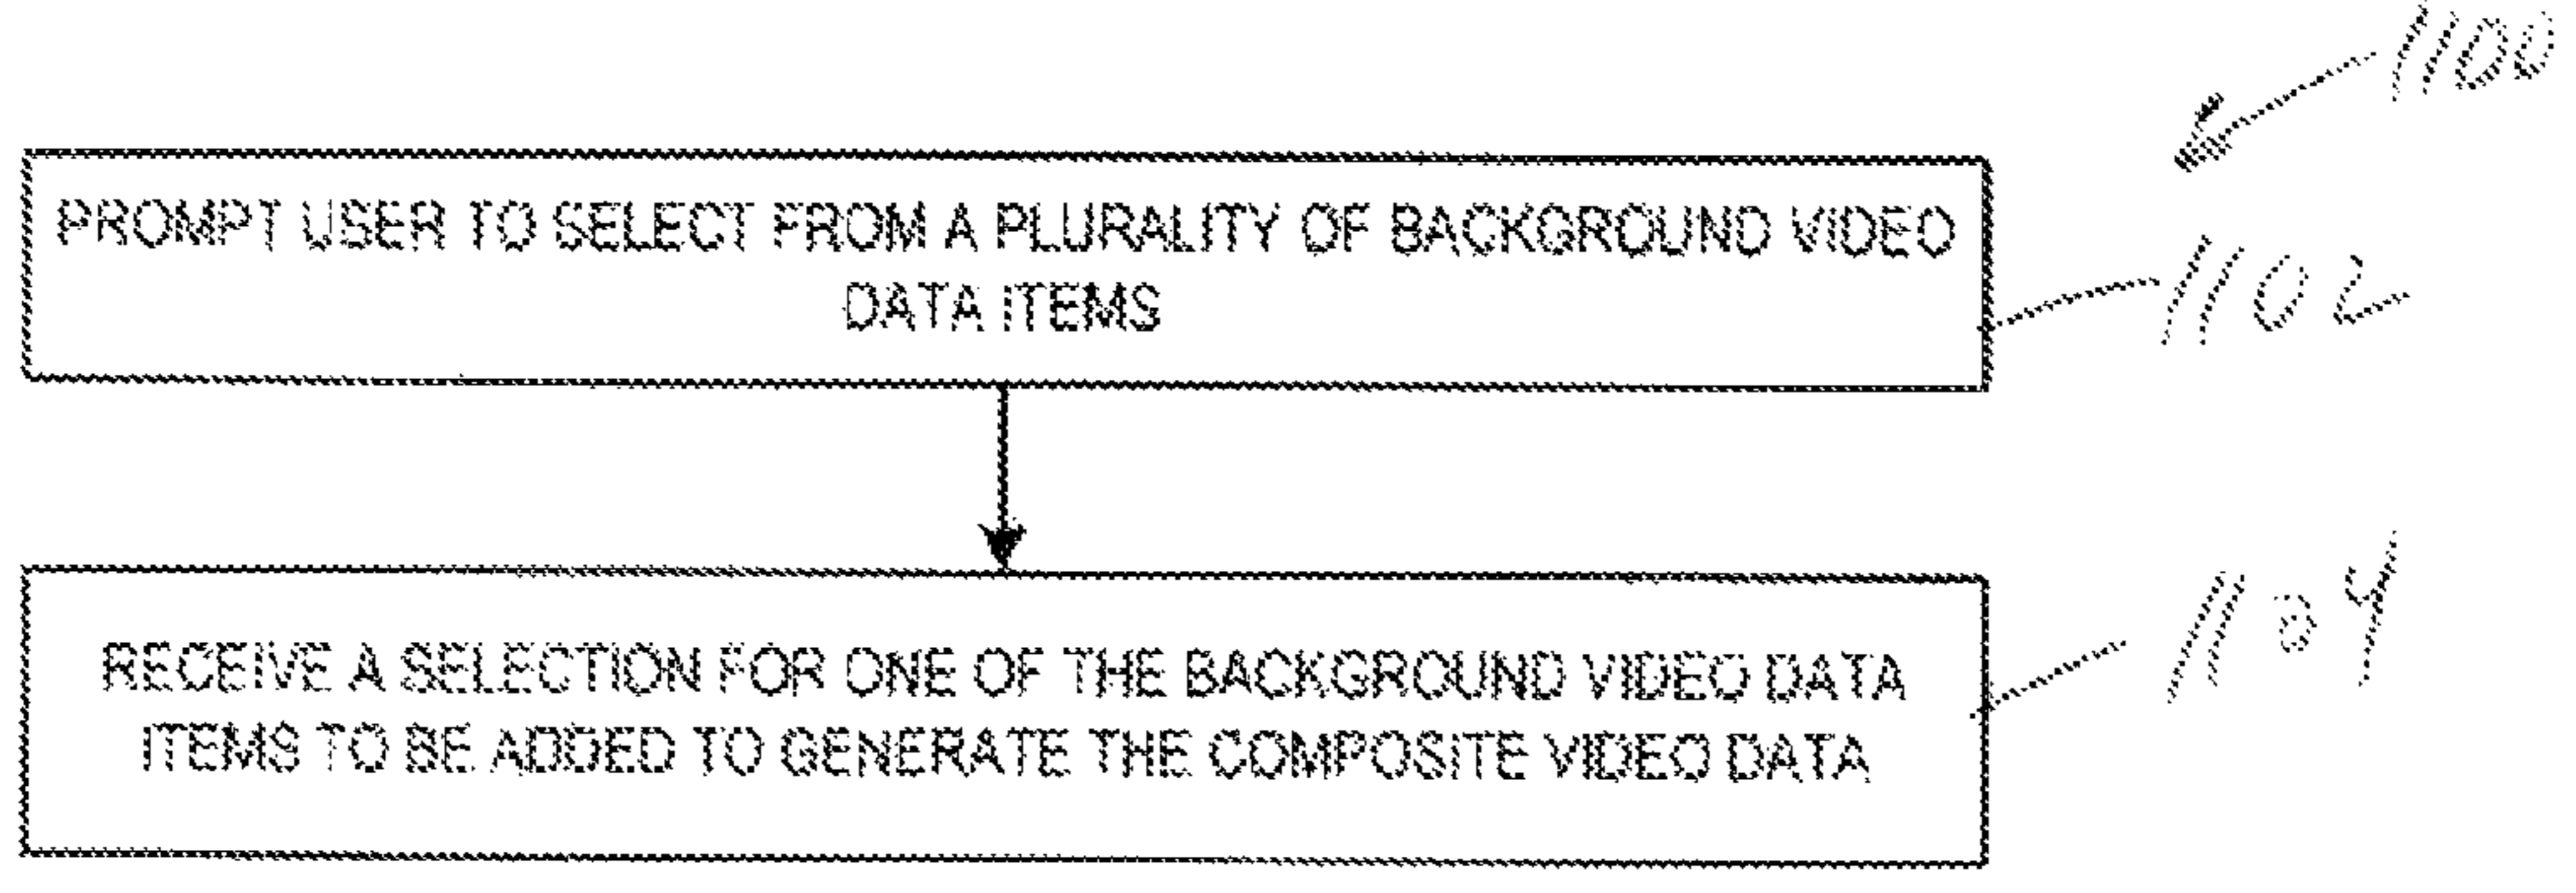 1100
PROMPT USER TO SELECT FROM A PLURALITY OF BACKGROUND VIDEO
DATA ITEMS
1102
RECEIVE A SELECTION FOR ONE OF THE BACKGROUND VIDEO DATA
ITEMS TO BE ADDED TO GENERATE THE COMPOSITE VIDEO DATA
1104